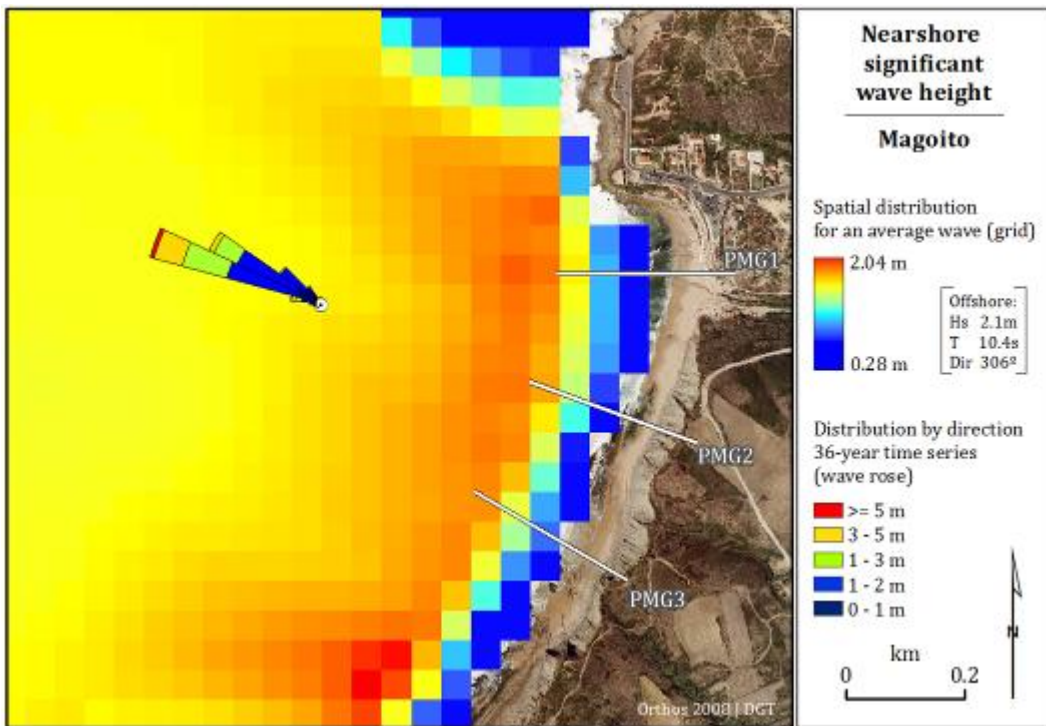 Nearshore
significant
wave height
Magoito
Spatial distribution
for an average wave (grid)
2.04 m
0.28 m
Offshore:
Hs 2.1m
T 10.4s
Dir 306º
Distribution by direction
36-year time series
(wave rose)
>= 5 m
3 - 5 m
1 - 3 m
1 - 2 m
0 - 1 m
km
0 0.2
N
PMG1
PMG2
PMG3
Orthos 2008 | DGT